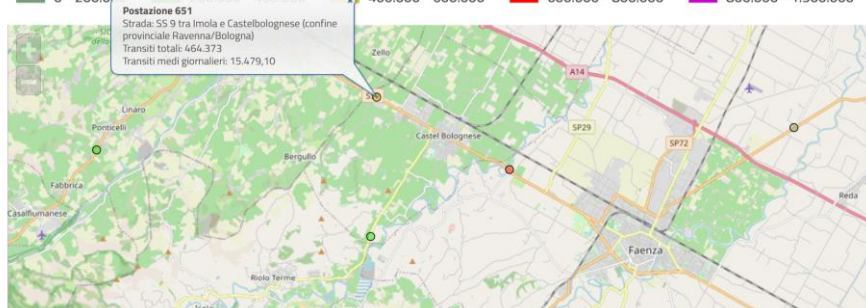 Postazione 651
Strada: SS 9 tra Imola e Castelbolognese (confine
provinciale Ravenna/Bologna)
Transiti totali: 464.373
Transiti medi giornalieri: 15.479,10
Zello
A14
Linaro
Ponticelli
SP29
Castel Bolognese
SP72
Bergullo
Fabbrica
Reda
Casalfiumanese
Faenza
Riolo Terme